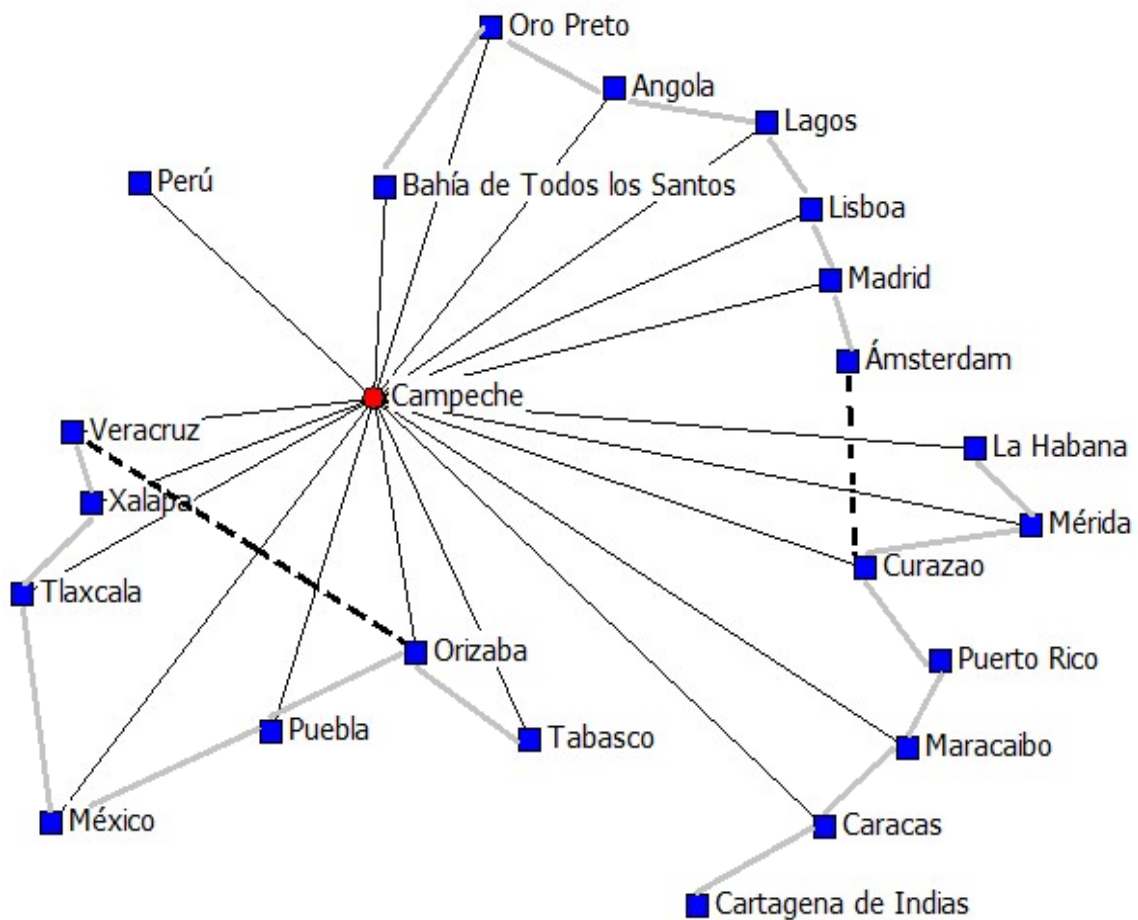 Oro Preto
Angola
Lagos
Perú
Bahía de Todos los Santos
Lisboa
Madrid
Ámsterdam
Campeche
Veracruz
La Habana
Xalapa
Mérida
Curazao
Tlaxcala
Orizaba
Puerto Rico
Puebla
Tabasco
Maracaibo
México
Caracas
Cartagena de Indias